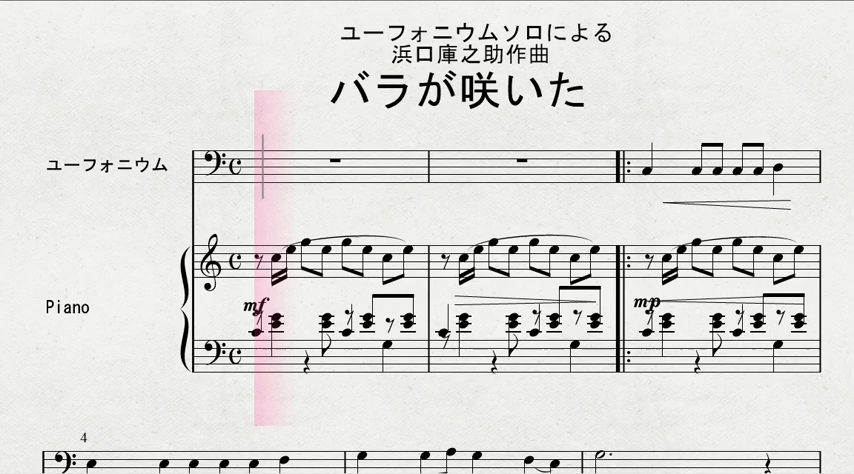 ユーフォニウムソロによる
浜口庫之助作曲
バラが咲いた
ユーフォニウム
Piano
mf
mp
4